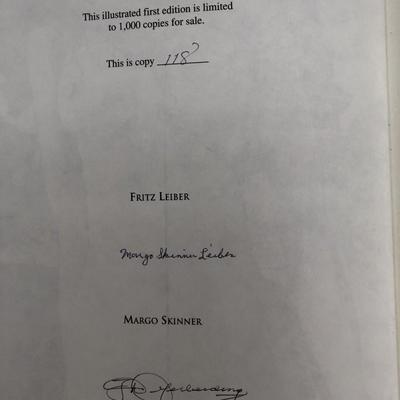 This illustrated first edition is limited
to 1,000 copies for sale.
This is copy 118
FRITZ LEIBER
Margo Skinner Leiber
MARGO SKINNER